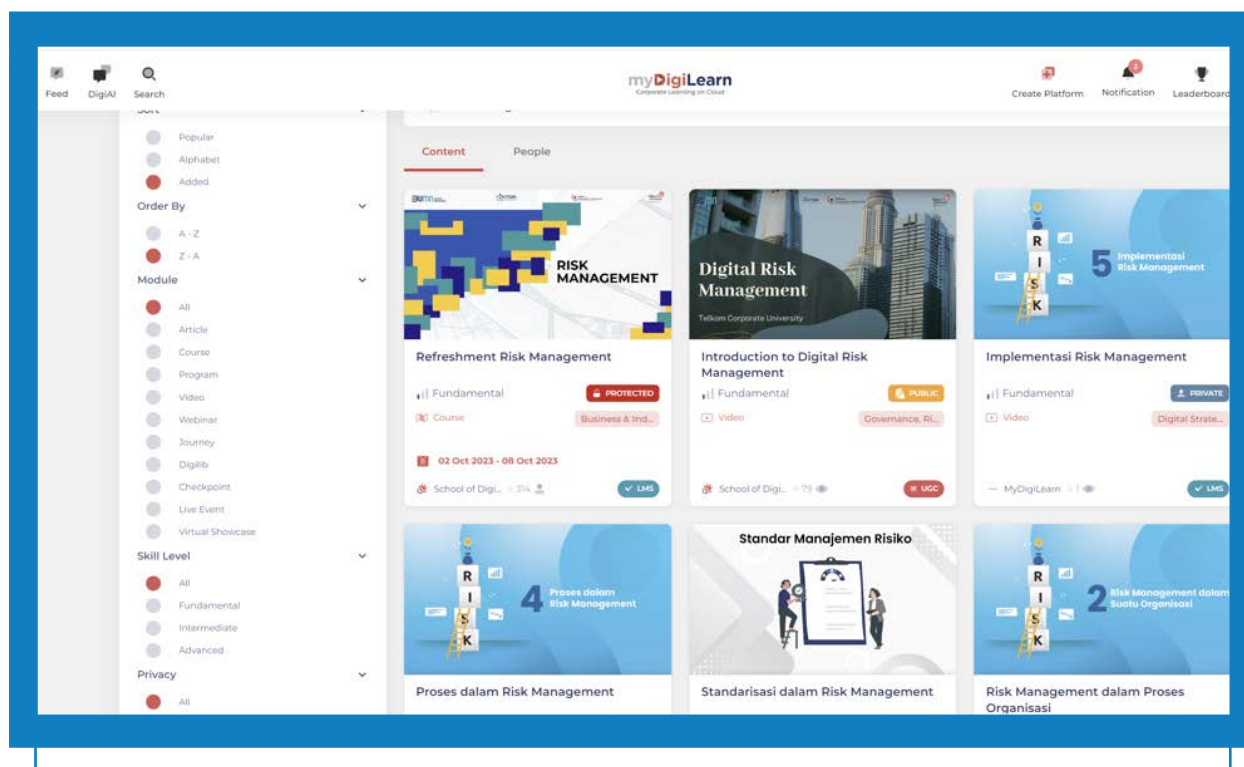 Feed
DigiAI
Search
myDigiLearn
Corporate Learning on Cloud
Create Platform
2
Notification
Leaderboard
Sort
Popular
Alphabet
Added
Order By
A - Z
Z - A
Module
All
Article
Course
Program
Video
Webinar
Journey
Digilib
Checkpoint
Live Event
Virtual Showcase
Skill Level
All
Fundamental
Intermediate
Advanced
Privacy
All
Content
People
RISK
MANAGEMENT
Refreshment Risk Management
Fundamental
PROTECTED
Course
Business & Ind...
02 Oct 2023 - 08 Oct 2023
School of Digi...
314
LMS
Digital Risk
Management
Telkom Corporate University
Introduction to Digital Risk
Management
Fundamental
PUBLIC
Video
Governance, Ri...
School of Digi...
79
UGC
R
I
S
K
5
Implementasi
Risk Management
Implementasi Risk Management
Fundamental
PRIVATE
Video
Digital Strate...
MyDigiLearn
1
LMS
R
I
S
K
4
Proses dalam
Risk Management
Proses dalam Risk Management
Standar Manajemen Risiko
Standarisasi dalam Risk Management
R
I
S
K
2
Risk Management dalam
Suatu Organisasi
Risk Management dalam Proses
Organisasi